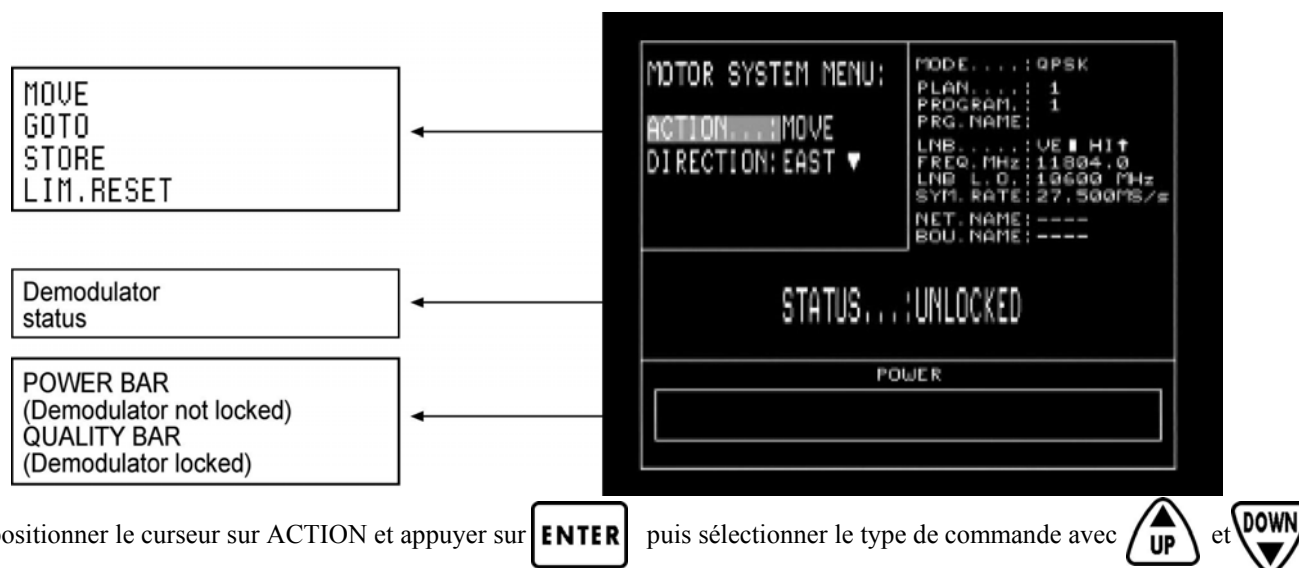 MOVE
GOTO
STORE
LIM.RESET
Demodulator
status
POWER BAR
(Demodulator not locked)
QUALITY BAR
(Demodulator locked)
MOTOR SYSTEM MENU:
ACTION...:MOVE
DIRECTION:EAST ▼
MODE....:QPSK
PLAN....: 1
PROGRAM.: 1
PRG.NAME:
LNB.....:VE ▮ HI↑
FREQ.MHz:11804.0
LNB L.O.:10600 MHz
SYM.RATE:27.500MS/s
NET.NAME:----
BOU.NAME:----
STATUS...:UNLOCKED
POWER
ositionner le curseur sur ACTION et appuyer sur ENTER puis sélectionner le type de commande avec UP et DOWN